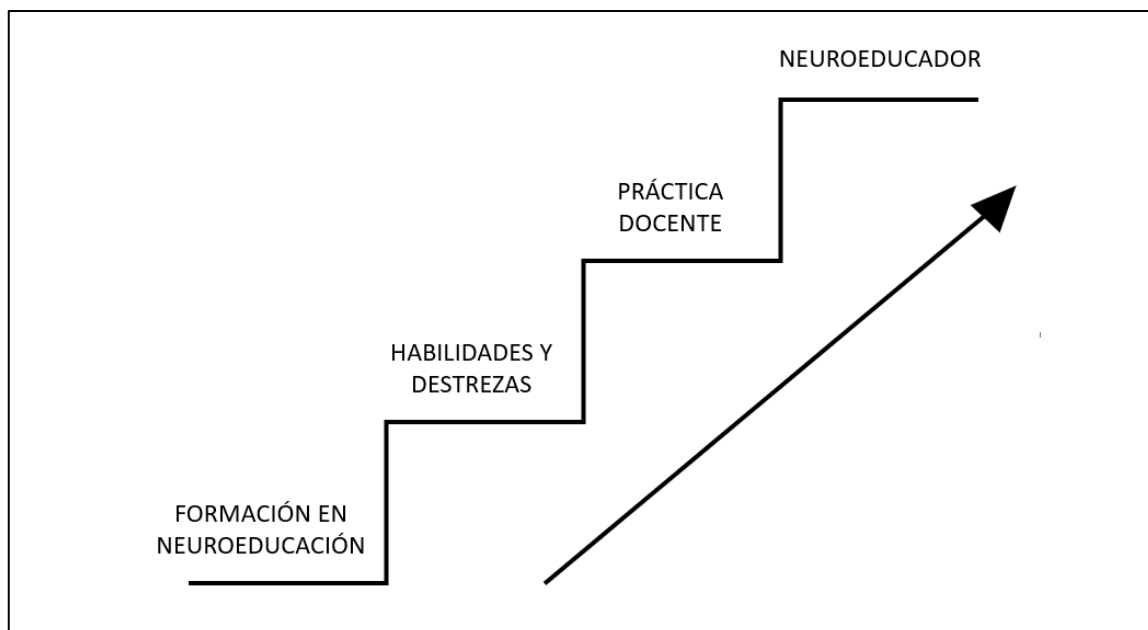 NEUROEDUCADOR
PRÁCTICA
DOCENTE
HABILIDADES Y
DESTREZAS
FORMACIÓN EN
NEUROEDUCACIÓN